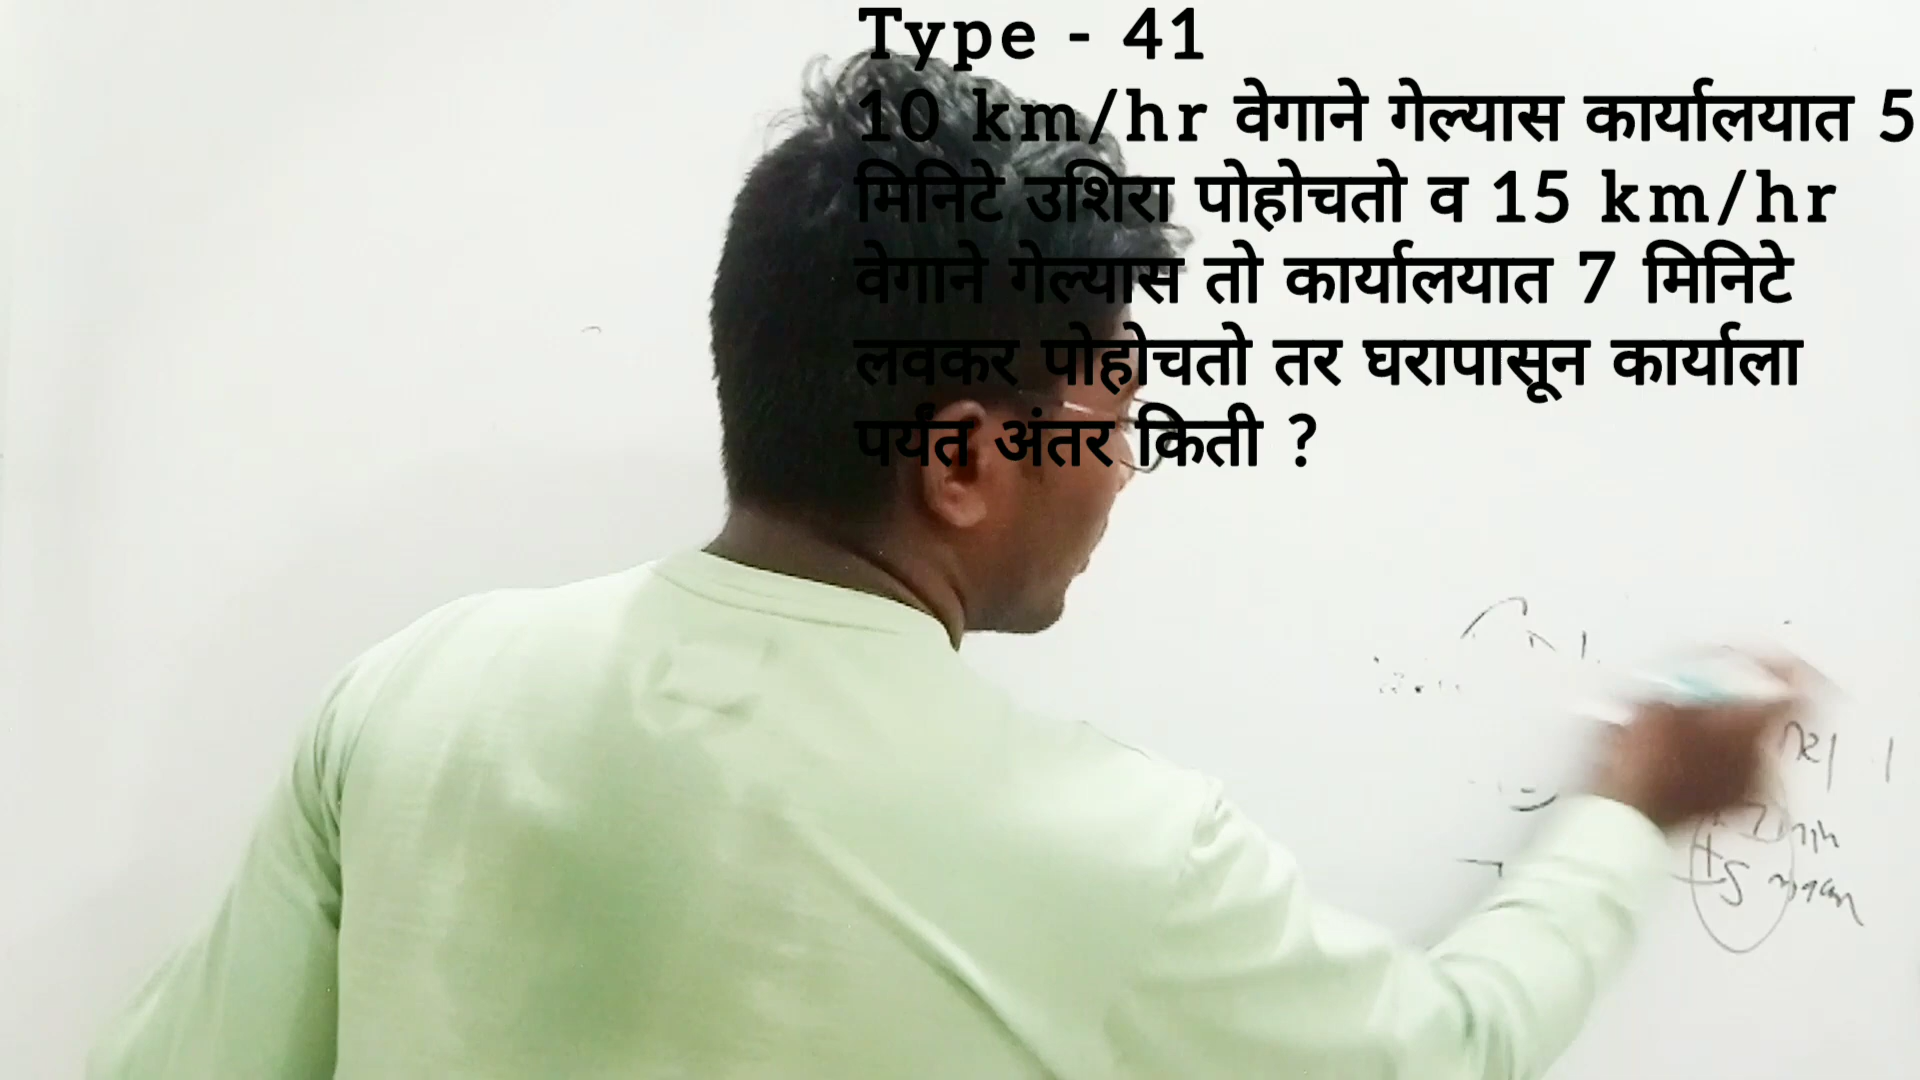 Type - 41
10 km/hr वेगाने गेल्यास कार्यालयात 5
मिनिटे उशिरा पोहोचतो व 15 km/hr
वेगाने गेल्यास तो कार्यालयात 7 मिनिटे
लवकर पोहोचतो तर घरापासून कार्याला
पर्यंत अंतर किती ?